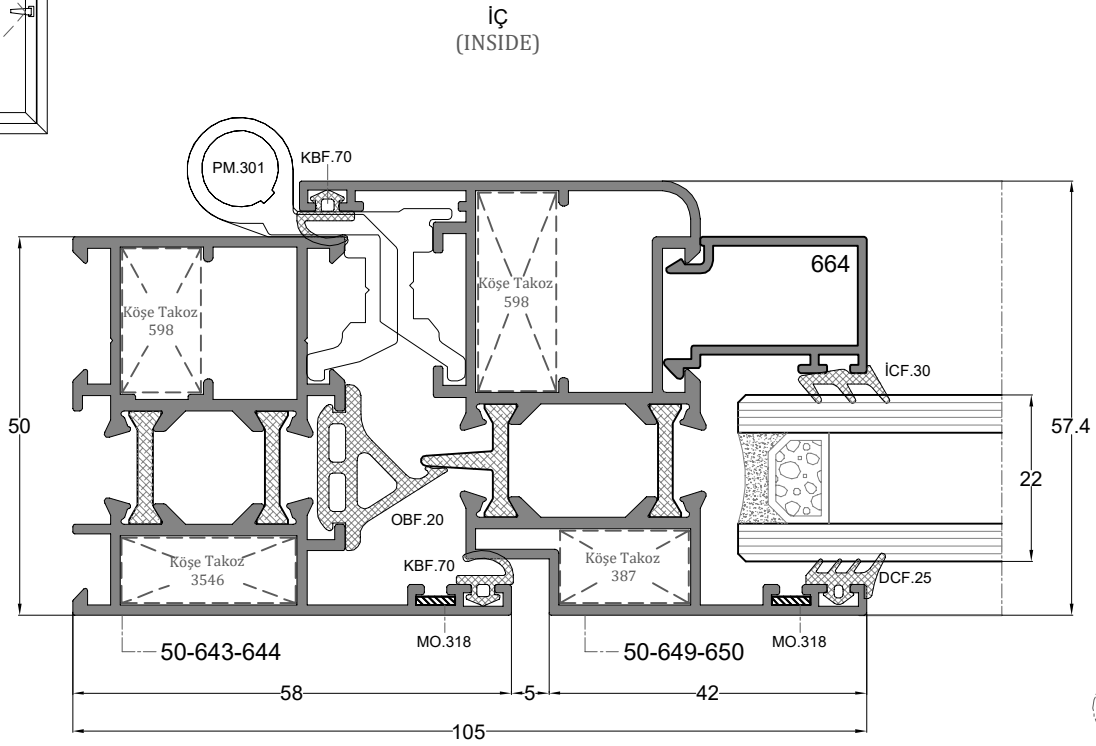 İÇ
(INSIDE)
PM.301
KBF.70
664
Köşe Takoz
598
Köşe Takoz
598
İCF.30
50
57.4
22
OBF.20
KBF.70
Köşe Takoz
3546
Köşe Takoz
387
DCF.25
MO.318
MO.318
50-643-644
50-649-650
58
5
42
105